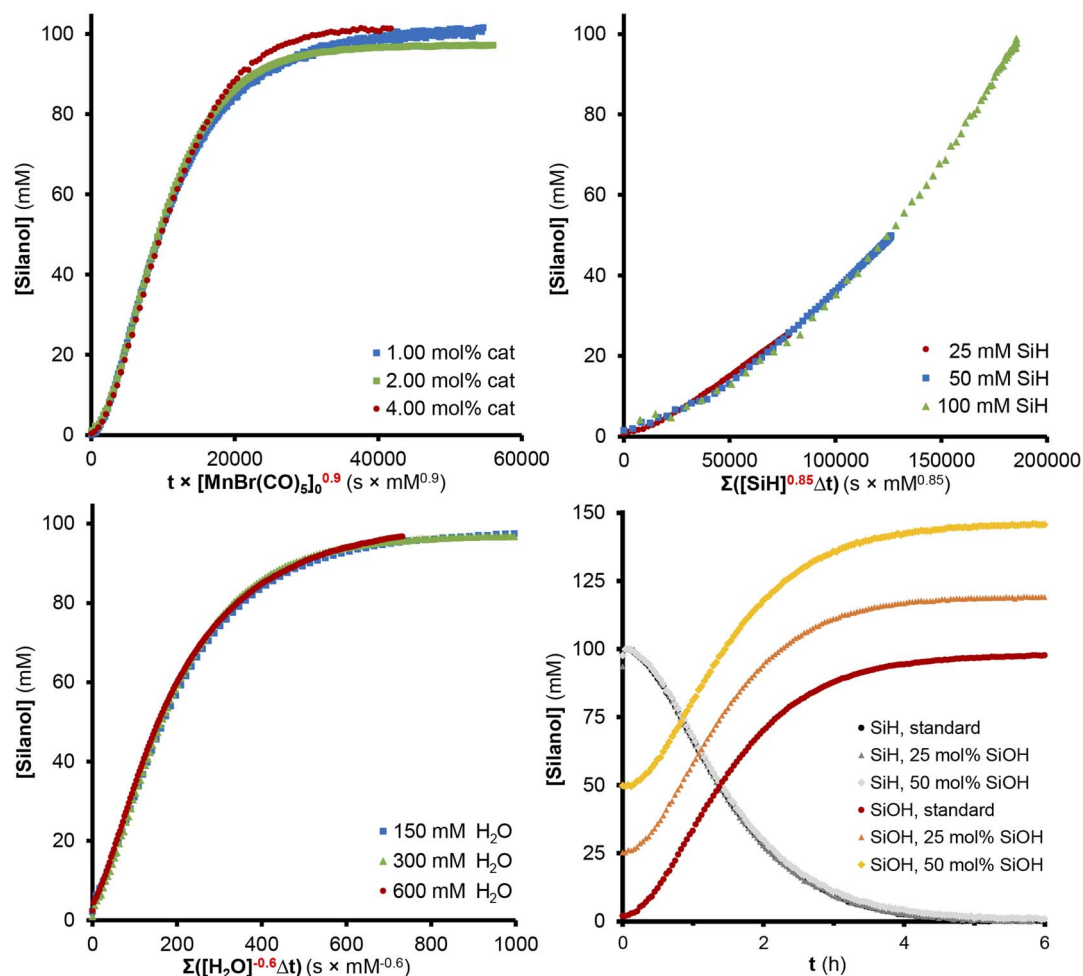 100
80
60
40
20
0
[Silanol] (mM)
1.00 mol% cat
2.00 mol% cat
4.00 mol% cat
0 20000 40000 60000
t × [MnBr(CO)₅]₀^0.9 (s × mM^0.9)
100
80
60
40
20
0
[Silanol] (mM)
25 mM SiH
50 mM SiH
100 mM SiH
0 50000 100000 150000 200000
Σ([SiH]^0.85Δt) (s × mM^0.85)
100
80
60
40
20
0
[Silanol] (mM)
150 mM H₂O
300 mM H₂O
600 mM H₂O
0 200 400 600 800 1000
Σ([H₂O]^-0.6Δt) (s × mM^-0.6)
150
125
100
75
50
25
0
[Silanol] (mM)
SiH, standard
SiH, 25 mol% SiOH
SiH, 50 mol% SiOH
SiOH, standard
SiOH, 25 mol% SiOH
SiOH, 50 mol% SiOH
0 2 4 6
t (h)